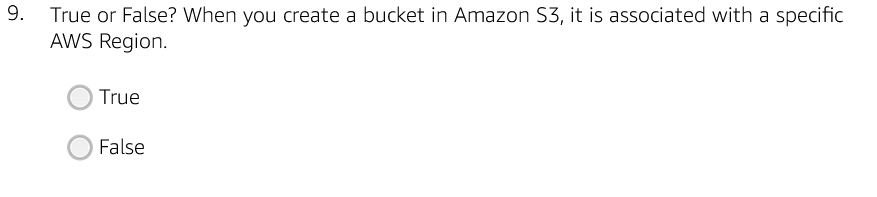 9. True or False? When you create a bucket in Amazon S3, it is associated with a specific
AWS Region.
True
False